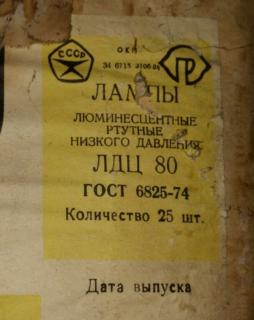 СССР
ОКП
ЛАМПЫ
ЛЮМИНЕСЦЕНТНЫЕ
РТУТНЫЕ
НИЗКОГО ДАВЛЕНИЯ
ЛДЦ 80
ГОСТ 6825-74
Количество 25 шт.
Дата выпуска